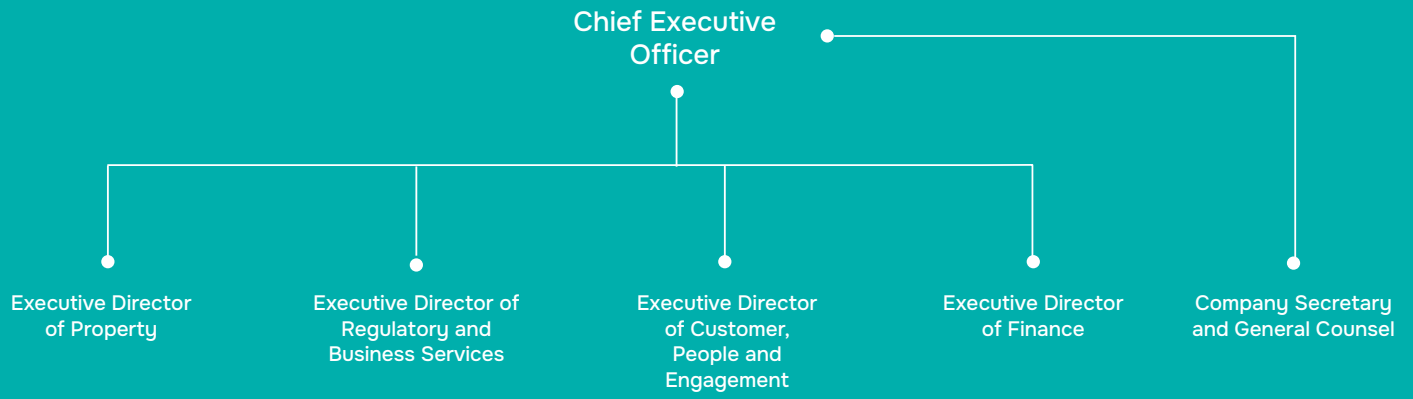 Chief Executive
Officer
Executive Director
of Property
Executive Director of
Regulatory and
Business Services
Executive Director
of Customer,
People and
Engagement
Executive Director
of Finance
Company Secretary
and General Counsel